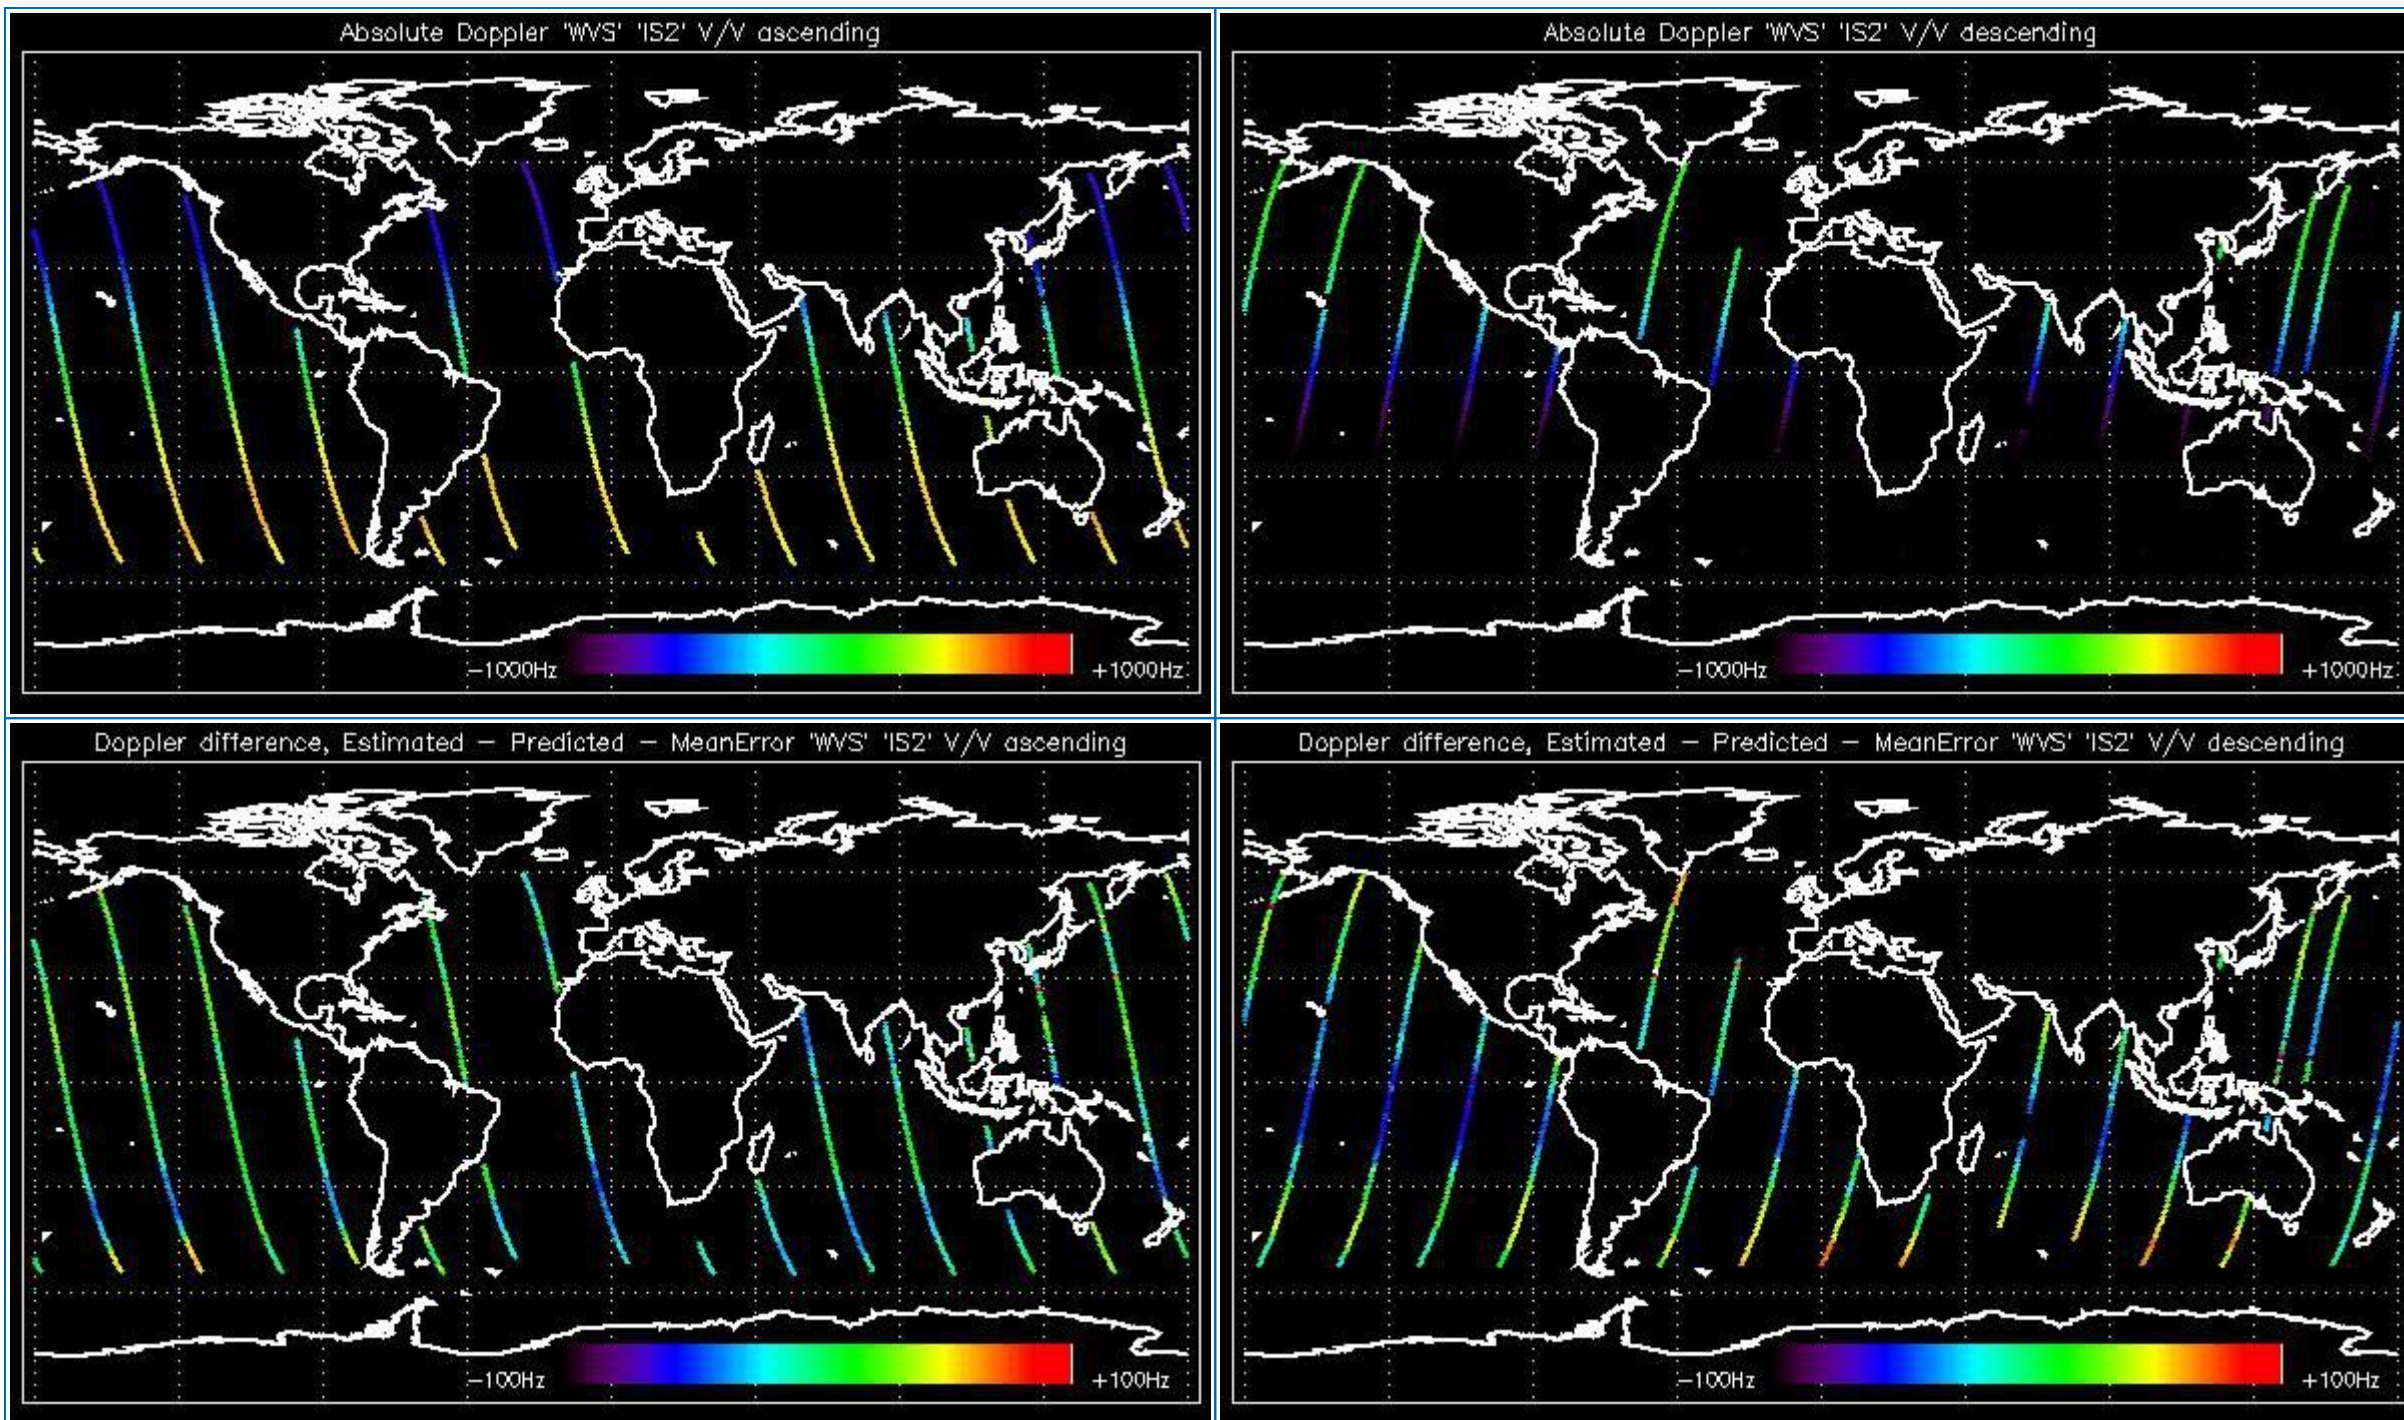 Absolute Doppler 'WVS' 'IS2' V/V ascending
-1000Hz
+1000Hz
Absolute Doppler 'WVS' 'IS2' V/V descending
-1000Hz
+1000Hz
Doppler difference, Estimated - Predicted - MeanError 'WVS' 'IS2' V/V ascending
-100Hz
+100Hz
Doppler difference, Estimated - Predicted - MeanError 'WVS' 'IS2' V/V descending
-100Hz
+100Hz